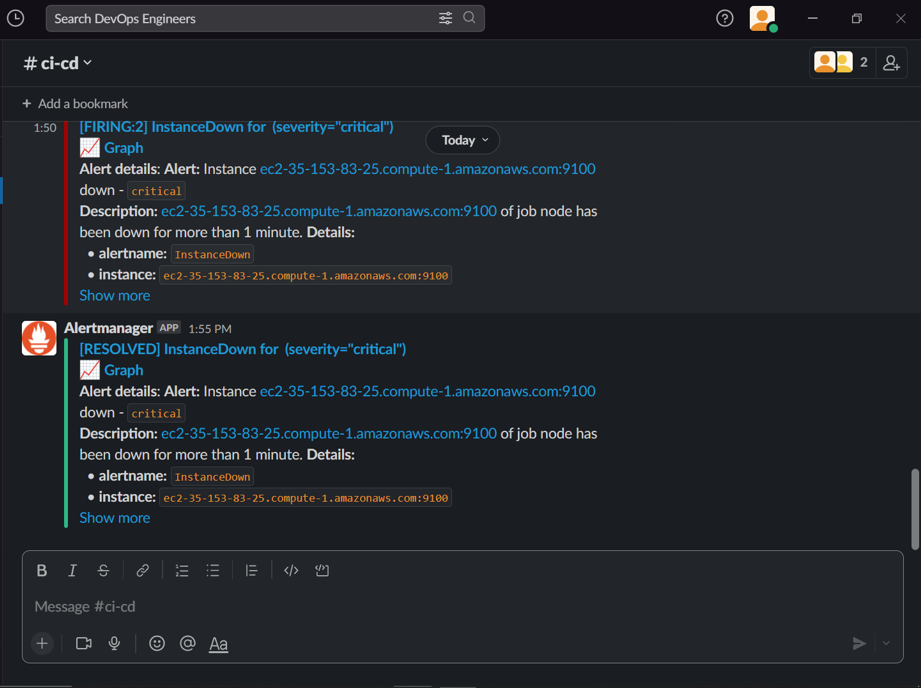 Search DevOps Engineers
# ci-cd
2
+ Add a bookmark
Today
1:50
[FIRING:2] InstanceDown for (severity="critical")
Graph
Alert details: Alert: Instance ec2-35-153-83-25.compute-1.amazonaws.com:9100
down - critical
Description: ec2-35-153-83-25.compute-1.amazonaws.com:9100 of job node has
been down for more than 1 minute. Details:
• alertname: InstanceDown
• instance: ec2-35-153-83-25.compute-1.amazonaws.com:9100
Show more
Alertmanager APP 1:55 PM
[RESOLVED] InstanceDown for (severity="critical")
Graph
Alert details: Alert: Instance ec2-35-153-83-25.compute-1.amazonaws.com:9100
down - critical
Description: ec2-35-153-83-25.compute-1.amazonaws.com:9100 of job node has
been down for more than 1 minute. Details:
• alertname: InstanceDown
• instance: ec2-35-153-83-25.compute-1.amazonaws.com:9100
Show more
B I S
Message #ci-cd
+ @ Aa